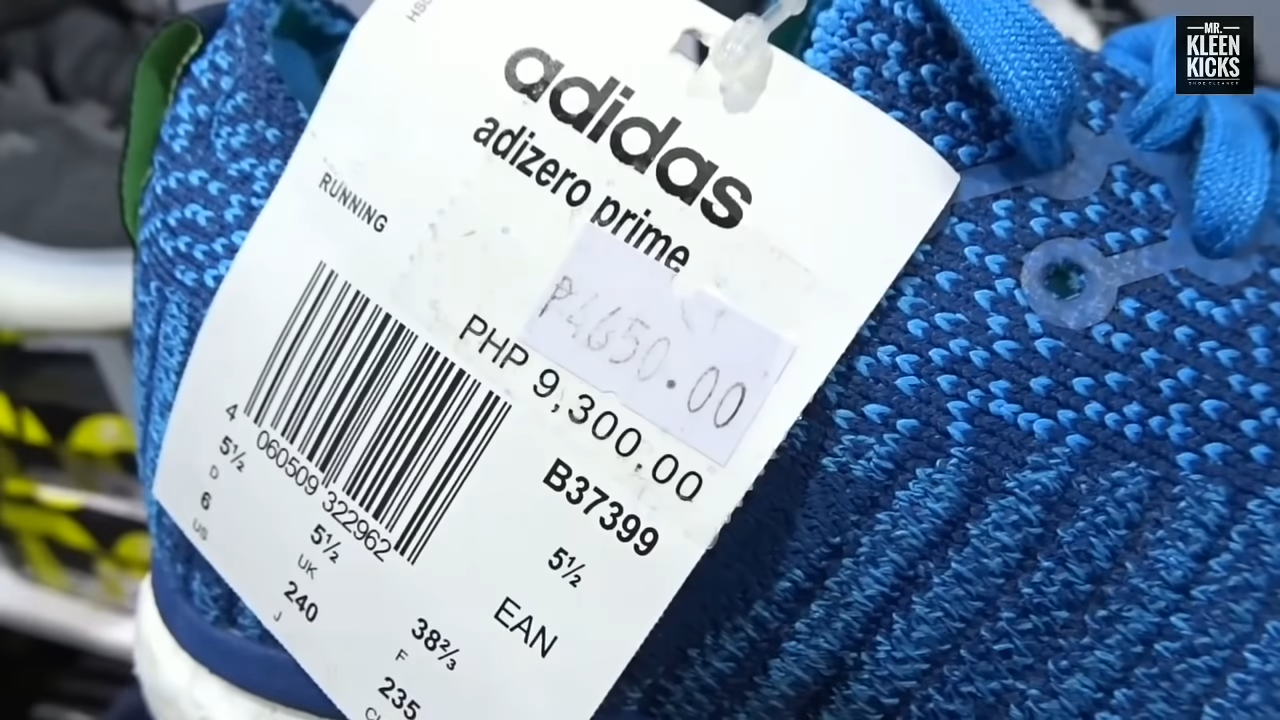 adidas
adizero prime
RUNNING
₱4650.00
PHP 9,300.00
B37399
4 060509 322962
5½
D
6
US
5½
UK
240
J
38⅔
F
235
5½
EAN
MR.
KLEEN
KICKS